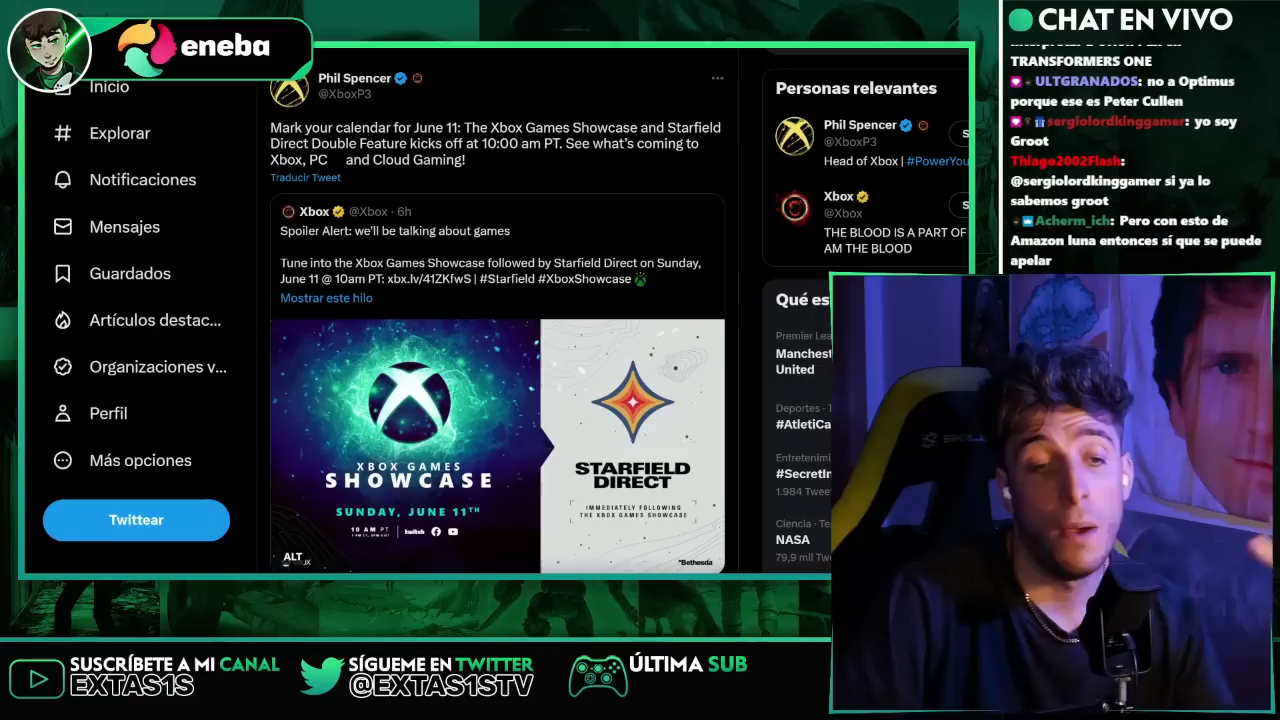 eneba
Inicio
Explorar
Notificaciones
Mensajes
Guardados
Artículos destac...
Organizaciones v...
Perfil
Más opciones
Twittear
Phil Spencer
@XboxP3
Mark your calendar for June 11: The Xbox Games Showcase and Starfield
Direct Double Feature kicks off at 10:00 am PT. See what's coming to
Xbox, PC and Cloud Gaming!
Traducir Tweet
Xbox @Xbox · 6h
Spoiler Alert: we'll be talking about games
Tune into the Xbox Games Showcase followed by Starfield Direct on Sunday,
June 11 @ 10am PT: xbx.lv/41ZKfwS | #Starfield #XboxShowcase
Mostrar este hilo
XBOX GAMES
SHOWCASE
SUNDAY, JUNE 11TH
10 AM PT
twitch
ALT
STARFIELD
DIRECT
IMMEDIATELY FOLLOWING
THE XBOX GAMES SHOWCASE
Bethesda
Personas relevantes
Phil Spencer
@XboxP3
Head of Xbox | #PowerYou
Xbox
@Xbox
THE BLOOD IS A PART OF
AM THE BLOOD
Qué es
Premier Lea
Manchest
United
Deportes · T
#AtletiCa
Entretenimi
#SecretIn
1.984 Twee
Ciencia · Te
NASA
79,9 mil Tw
CHAT EN VIVO
TRANSFORMERS ONE
ULTGRANADOS: no a Optimus
porque ese es Peter Cullen
sergiolordkinggamer: yo soy
Groot
Thiago2002Flash:
@sergiolordkinggamer si ya lo
sabemos groot
Acherm_ich: Pero con esto de
Amazon luna entonces sí que se puede
apelar
SUSCRÍBETE A MI CANAL
EXTAS1S
SÍGUEME EN TWITTER
@EXTAS1STV
ÚLTIMA SUB